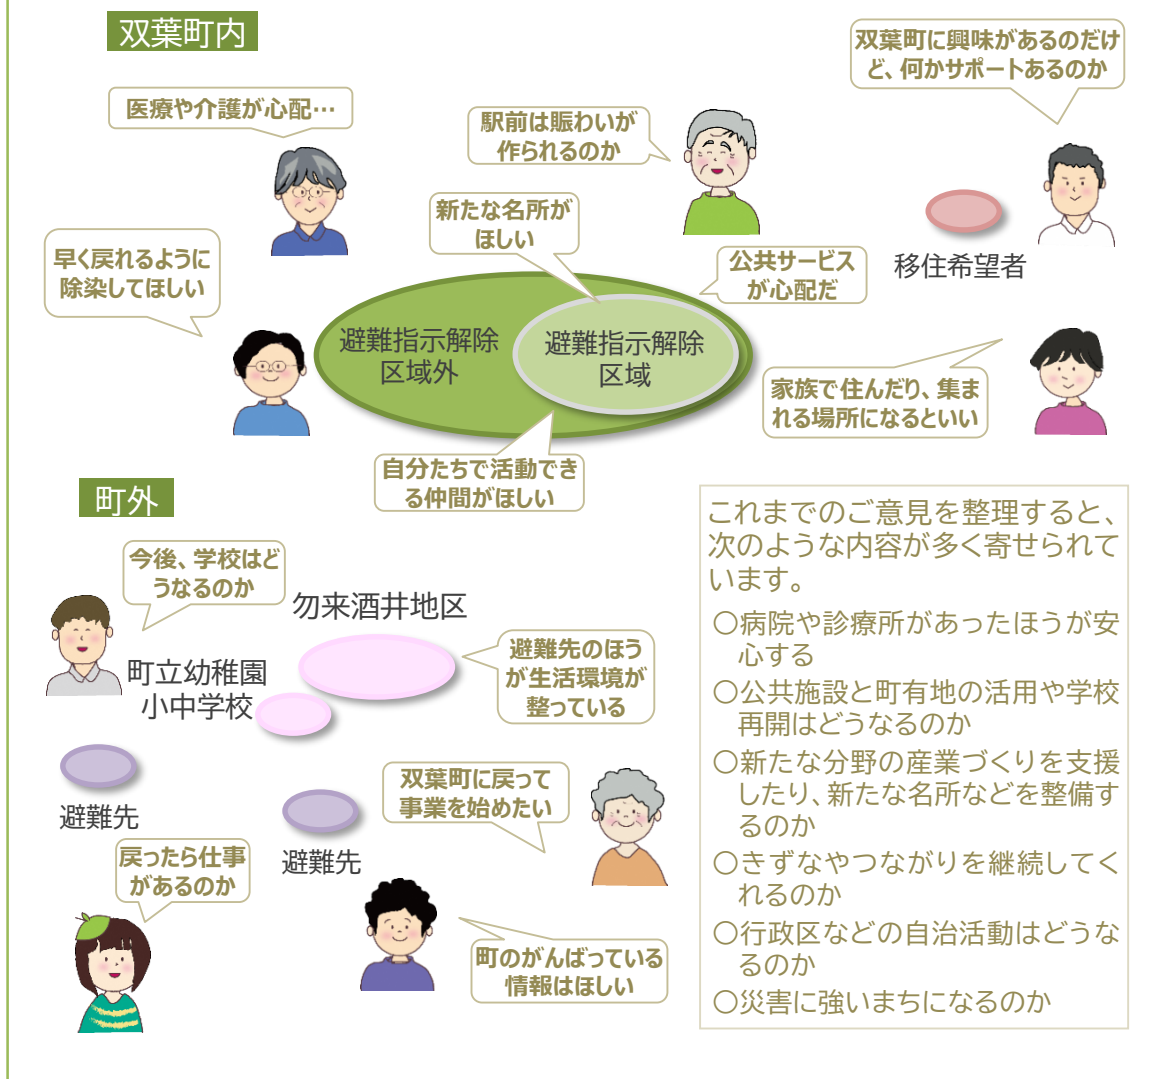 双葉町内
双葉町に興味があるのだけ
ど、何かサポートあるのか
医療や介護が心配…
駅前は賑わいが
作られるのか
新たな名所が
ほしい
移住希望者
早く戻れるように
除染してほしい
公共サービス
が心配だ
避難指示解除
区域外
避難指示解除
区域
家族で住んだり、集ま
れる場所になるといい
自分たちで活動でき
る仲間がほしい
町外
今後、学校はど
うなるのか
勿来酒井地区
避難先のほう
が生活環境が
整っている
町立幼稚園
小中学校
避難先
双葉町に戻って
事業を始めたい
避難先
戻ったら仕事
があるのか
町のがんばっている
情報はほしい
これまでのご意見を整理すると、
次のような内容が多く寄せられて
います。
〇病院や診療所があったほうが安
心する
〇公共施設と町有地の活用や学校
再開はどうなるのか
〇新たな分野の産業づくりを支援
したり、新たな名所などを整備す
るのか
〇きずなやつながりを継続してく
れるのか
〇行政区などの自治活動はどうな
るのか
〇災害に強いまちになるのか